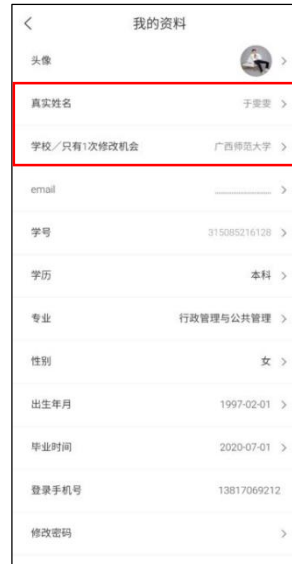 我的资料
头像
真实姓名 于雯雯
学校／只有1次修改机会 广西师范大学
email
学号 315085216128
学历 本科
专业 行政管理与公共管理
性别 女
出生年月 1997-02-01
毕业时间 2020-07-01
登录手机号 13817069212
修改密码